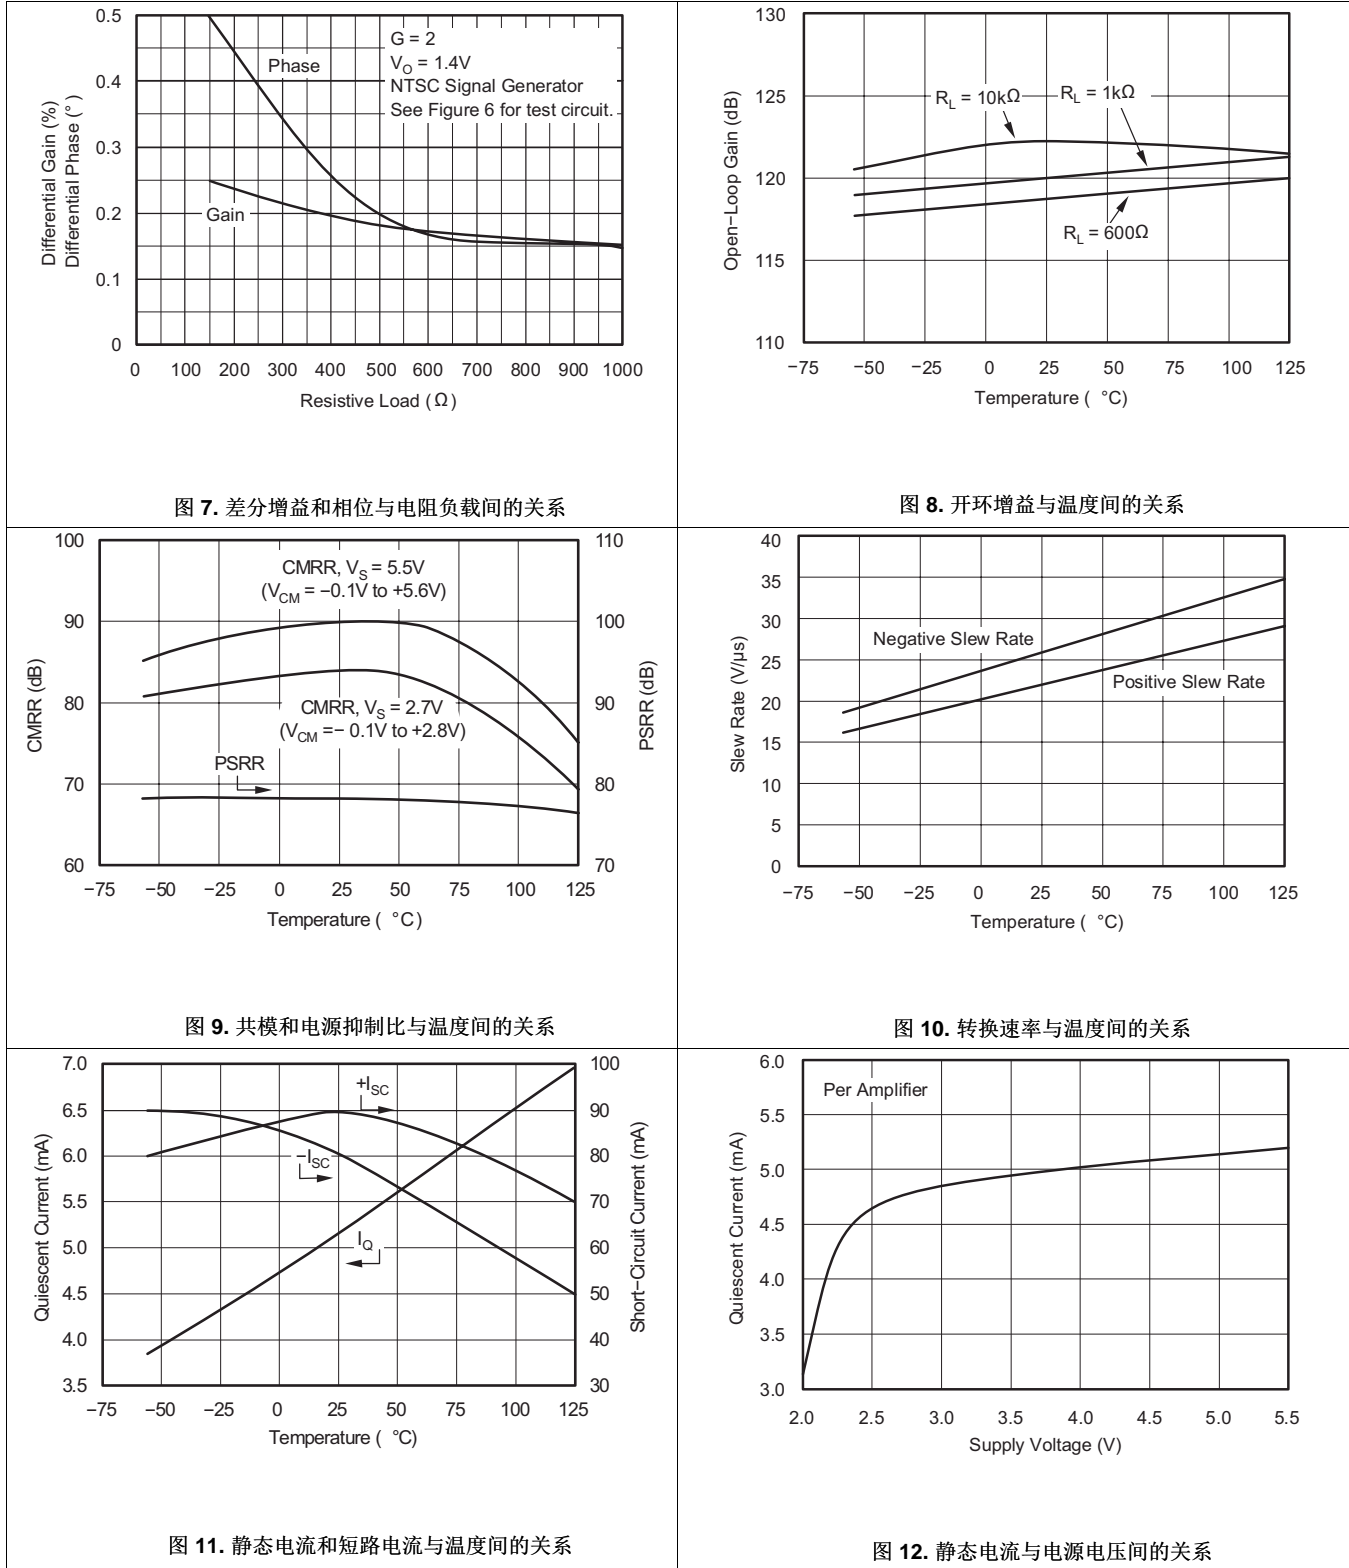 0.5
0.4
0.3
0.2
0.1
0
Differential Gain (%)
Differential Phase (°)
Phase
Gain
G = 2
V_O = 1.4V
NTSC Signal Generator
See Figure 6 for test circuit.
0 100 200 300 400 500 600 700 800 900 1000
Resistive Load (Ω)
图 7. 差分增益和相位与电阻负载间的关系
130
125
120
115
110
Open−Loop Gain (dB)
R_L = 10kΩ
R_L = 1kΩ
R_L = 600Ω
−75 −50 −25 0 25 50 75 100 125
Temperature ( °C)
图 8. 开环增益与温度间的关系
100
90
80
70
60
CMRR (dB)
CMRR, V_S = 5.5V
(V_CM = −0.1V to +5.6V)
CMRR, V_S = 2.7V
(V_CM =− 0.1V to +2.8V)
PSRR
110
100
90
80
70
PSRR (dB)
−75 −50 −25 0 25 50 75 100 125
Temperature ( °C)
图 9. 共模和电源抑制比与温度间的关系
40
35
30
25
20
15
10
5
0
Slew Rate (V/µs)
Negative Slew Rate
Positive Slew Rate
−75 −50 −25 0 25 50 75 100 125
Temperature ( °C)
图 10. 转换速率与温度间的关系
7.0
6.5
6.0
5.5
5.0
4.5
4.0
3.5
Quiescent Current (mA)
+I_SC
−I_SC
I_Q
100
90
80
70
60
50
40
30
Short−Circuit Current (mA)
−75 −50 −25 0 25 50 75 100 125
Temperature ( °C)
图 11. 静态电流和短路电流与温度间的关系
6.0
5.5
5.0
4.5
4.0
3.5
3.0
Quiescent Current (mA)
Per Amplifier
2.0 2.5 3.0 3.5 4.0 4.5 5.0 5.5
Supply Voltage (V)
图 12. 静态电流与电源电压间的关系